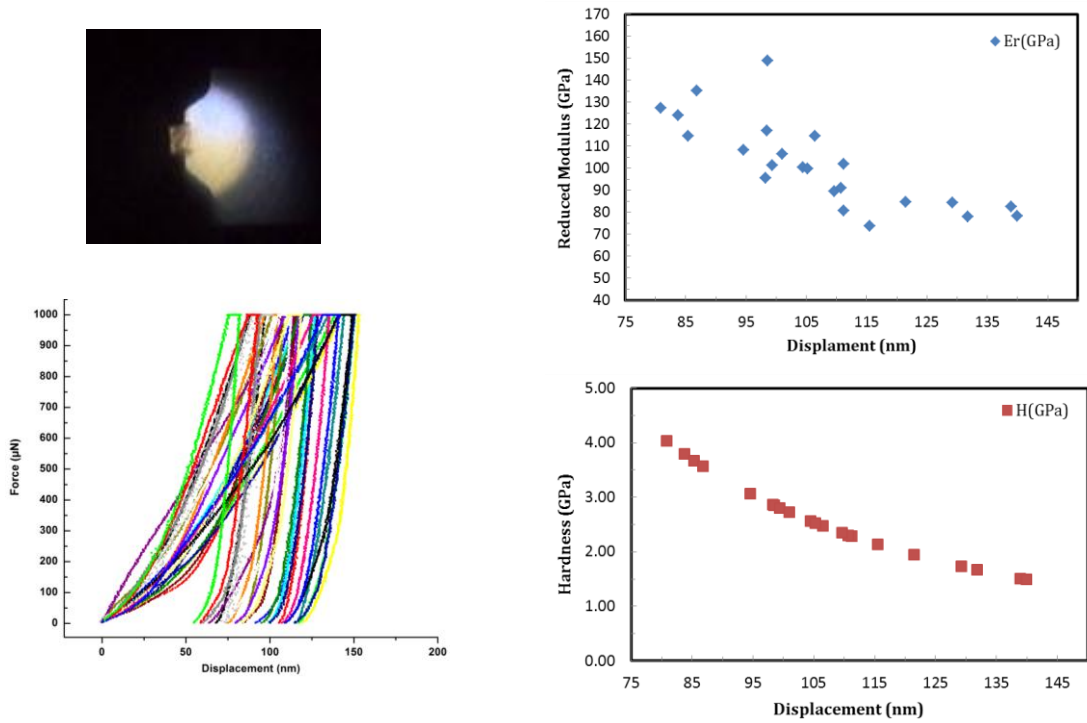 170
160
150
140
130
120
110
100
90
80
70
60
50
40
Reduced Modulus (GPa)
Er(GPa)
75 85 95 105 115 125 135 145
Displament (nm)
1000
900
800
700
600
500
400
300
200
100
0
Force (µN)
0 50 100 150 200
Displacement (nm)
5.00
4.00
3.00
2.00
1.00
0.00
Hardness (GPa)
H(GPa)
75 85 95 105 115 125 135 145
Displacement (nm)